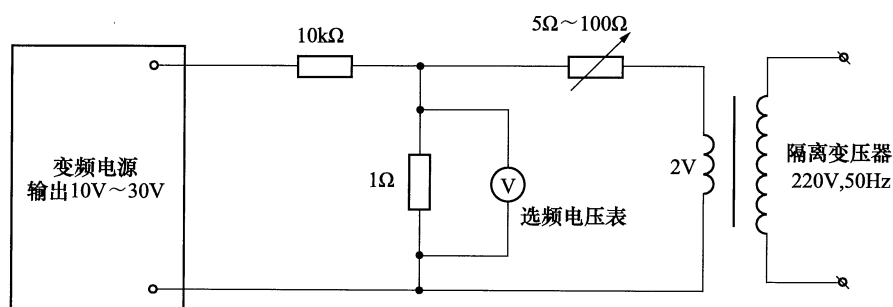 10kΩ
5Ω～100Ω
变频电源
输出10V～30V
1Ω
V
选频电压表
2V
隔离变压器
220V,50Hz